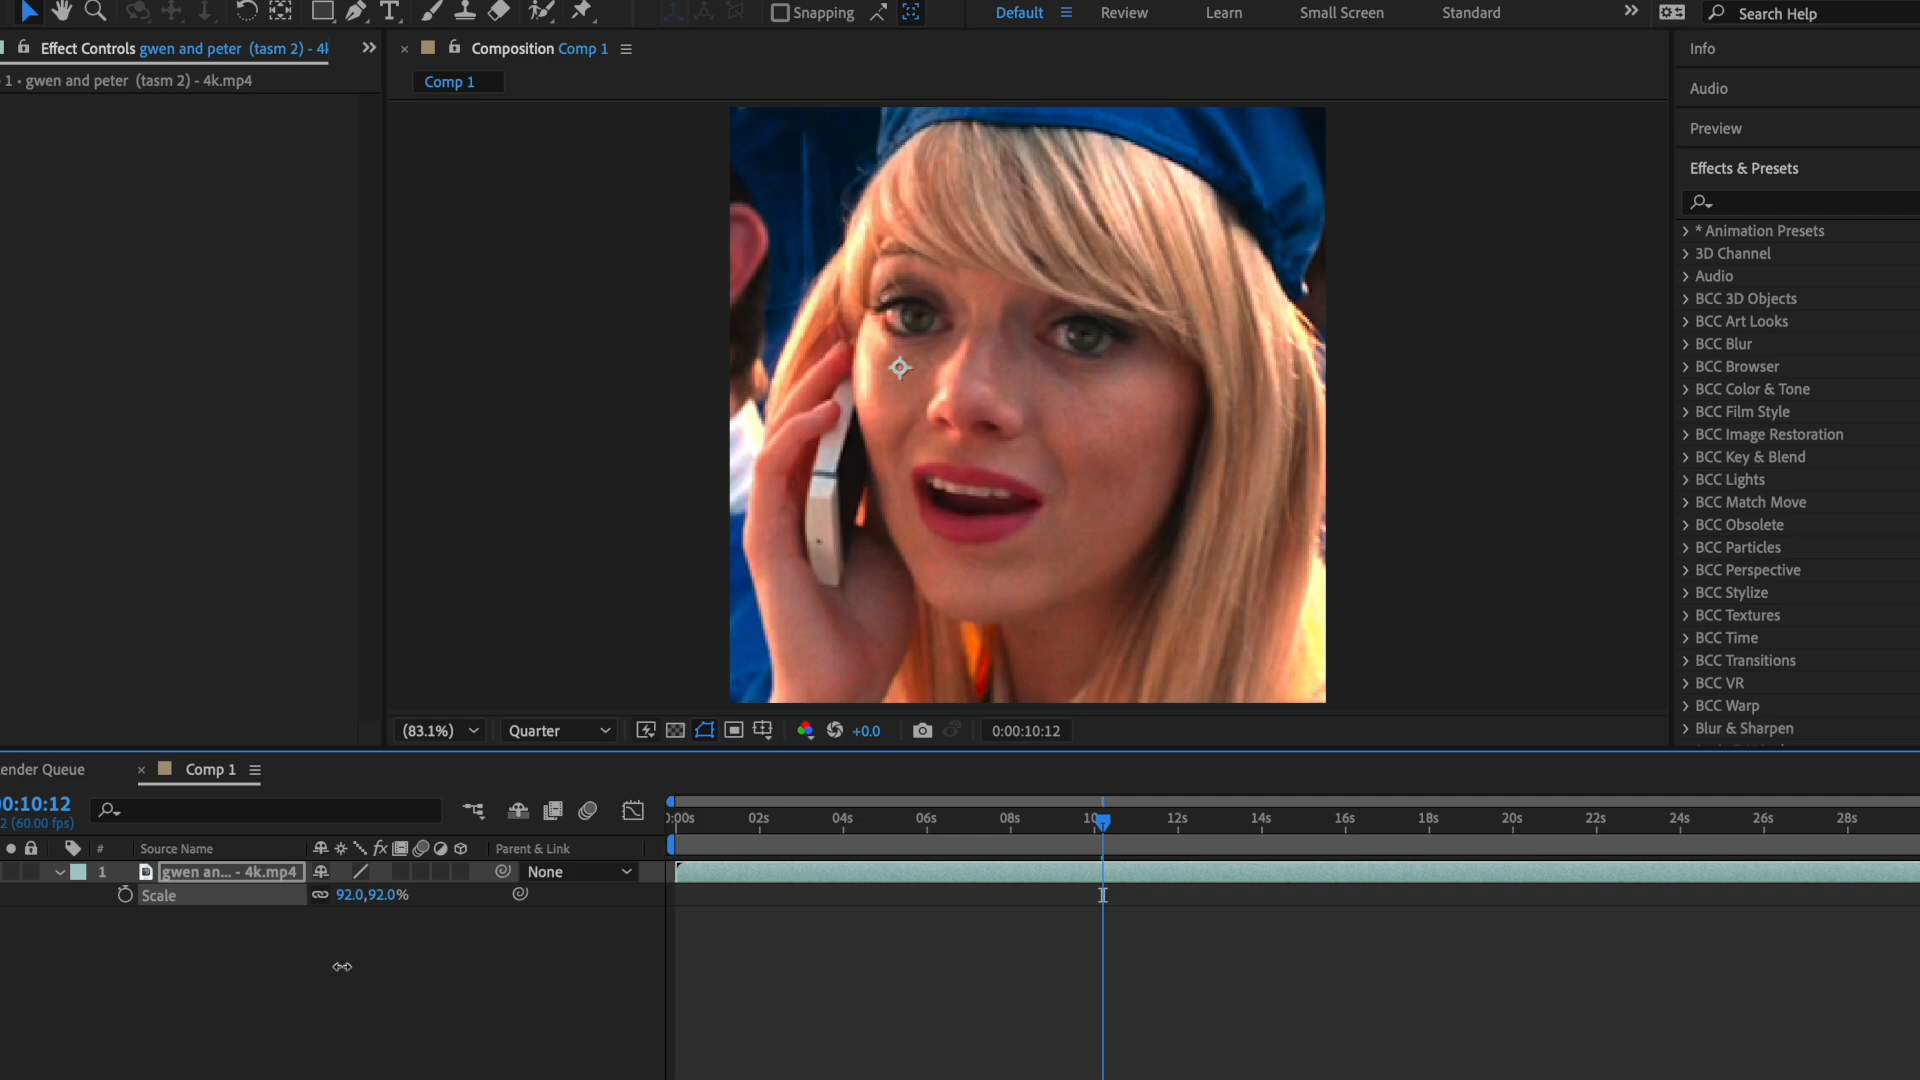 Snapping
Default
Review
Learn
Small Screen
Standard
Search Help
Effect Controls gwen and peter (tasm 2) - 4k
Composition Comp 1
Info
1 • gwen and peter (tasm 2) - 4k.mp4
Comp 1
Audio
Preview
Effects & Presets
* Animation Presets
3D Channel
Audio
BCC 3D Objects
BCC Art Looks
BCC Blur
BCC Browser
BCC Color & Tone
BCC Film Style
BCC Image Restoration
BCC Key & Blend
BCC Lights
BCC Match Move
BCC Obsolete
BCC Particles
BCC Perspective
BCC Stylize
BCC Textures
BCC Time
BCC Transitions
BCC VR
BCC Warp
Blur & Sharpen
(83.1%)
Quarter
+0.0
0:00:10:12
ender Queue
Comp 1
00:10:12
2 (60.00 fps)
0:00s 02s 04s 06s 08s 10s 12s 14s 16s 18s 20s 22s 24s 26s 28s
# Source Name
fx
Parent & Link
1 gwen an... - 4k.mp4
None
Scale
92.0,92.0%